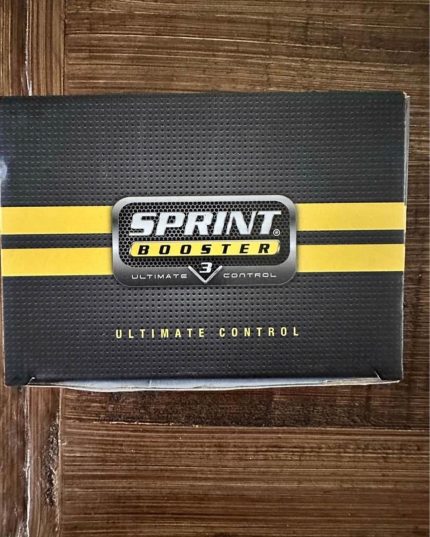 SPRINT®
BOOSTER
3
ULTIMATE CONTROL
ULTIMATE CONTROL